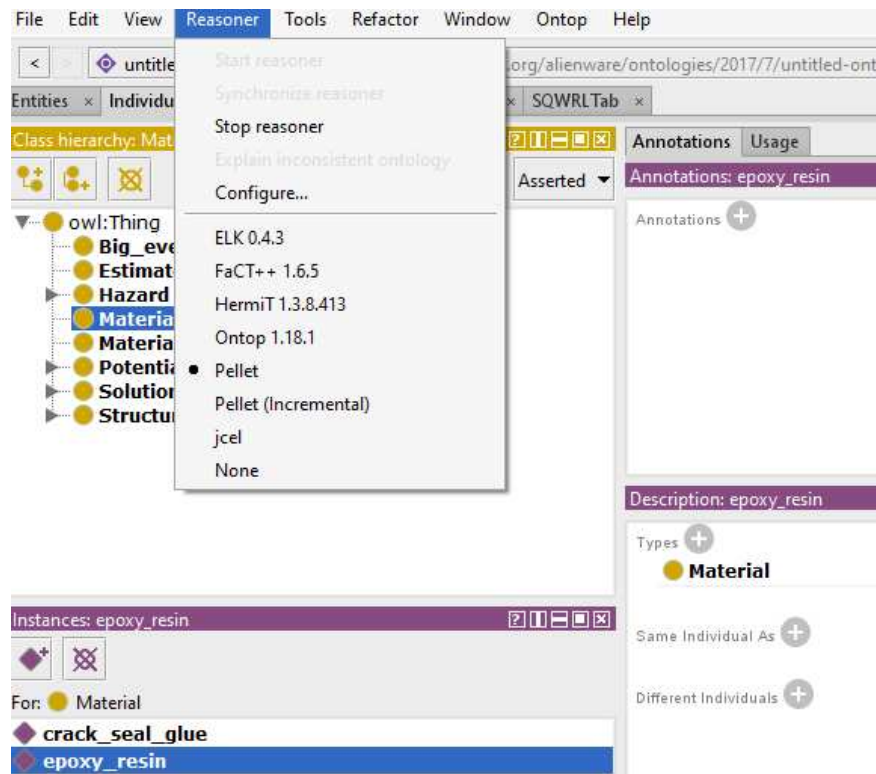 File Edit View Reasoner Tools Refactor Window Ontop Help
< > untitle .org/alienware/ontologies/2017/7/untitled-ont
Entities × Individu × SQWRLTab ×
Start reasoner
Synchronize reasoner
Stop reasoner
Explain inconsistent ontology
Configure...
ELK 0.4.3
FaCT++ 1.6.5
HermiT 1.3.8.413
Ontop 1.18.1
Pellet
Pellet (Incremental)
jcel
None
Class hierarchy: Mat
Asserted
owl:Thing
Big_eve
Estimat
Hazard
Materia
Materia
Potentia
Solution
Structu
Instances: epoxy_resin
For: Material
crack_seal_glue
epoxy_resin
Annotations Usage
Annotations: epoxy_resin
Annotations
Description: epoxy_resin
Types
Material
Same Individual As
Different Individuals